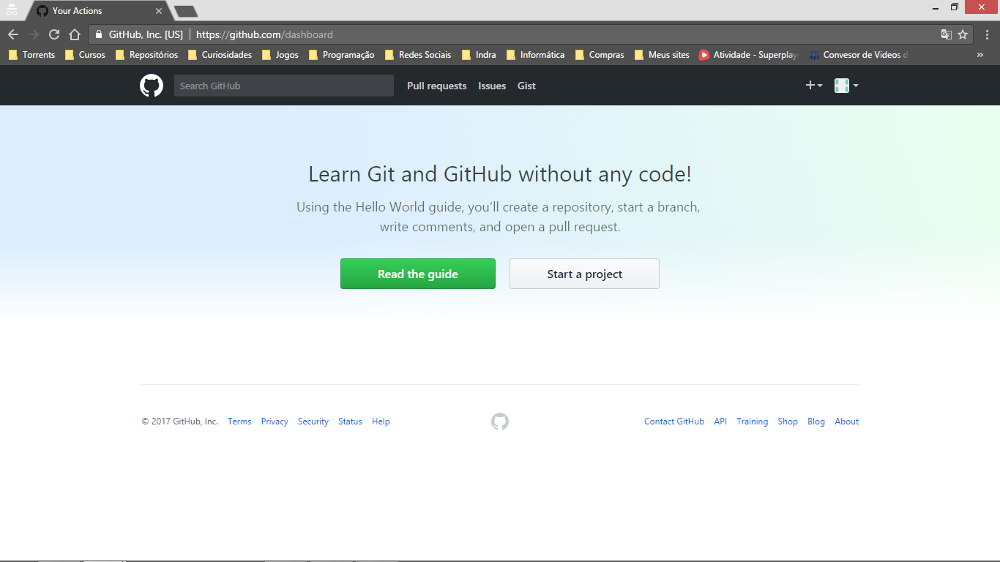 Your Actions
GitHub, Inc. [US] | https://github.com/dashboard
Torrents Cursos Repositórios Curiosidades Jogos Programação Redes Sociais Indra Informática Compras Meus sites Atividade - Superplay Convesor de Videos d
Search GitHub Pull requests Issues Gist
Learn Git and GitHub without any code!
Using the Hello World guide, you’ll create a repository, start a branch,
write comments, and open a pull request.
Read the guide Start a project
© 2017 GitHub, Inc. Terms Privacy Security Status Help Contact GitHub API Training Shop Blog About